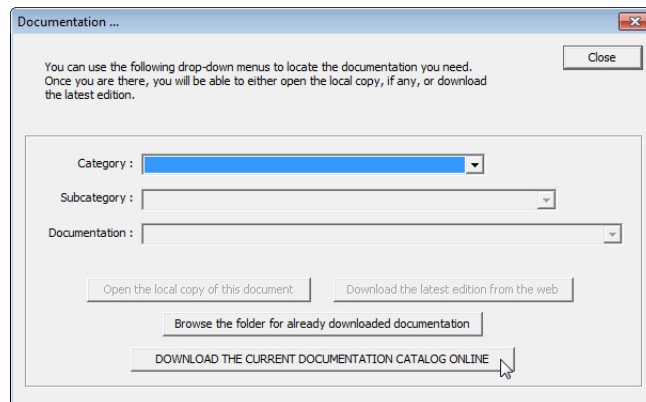 Documentation ...
You can use the following drop-down menus to locate the documentation you need.
Close
Once you are there, you will be able to either open the local copy, if any, or download
the latest edition.
Category :
Subcategory :
Documentation :
Open the local copy of this document
Download the latest edition from the web
Browse the folder for already downloaded documentation
DOWNLOAD THE CURRENT DOCUMENTATION CATALOG ONLINE